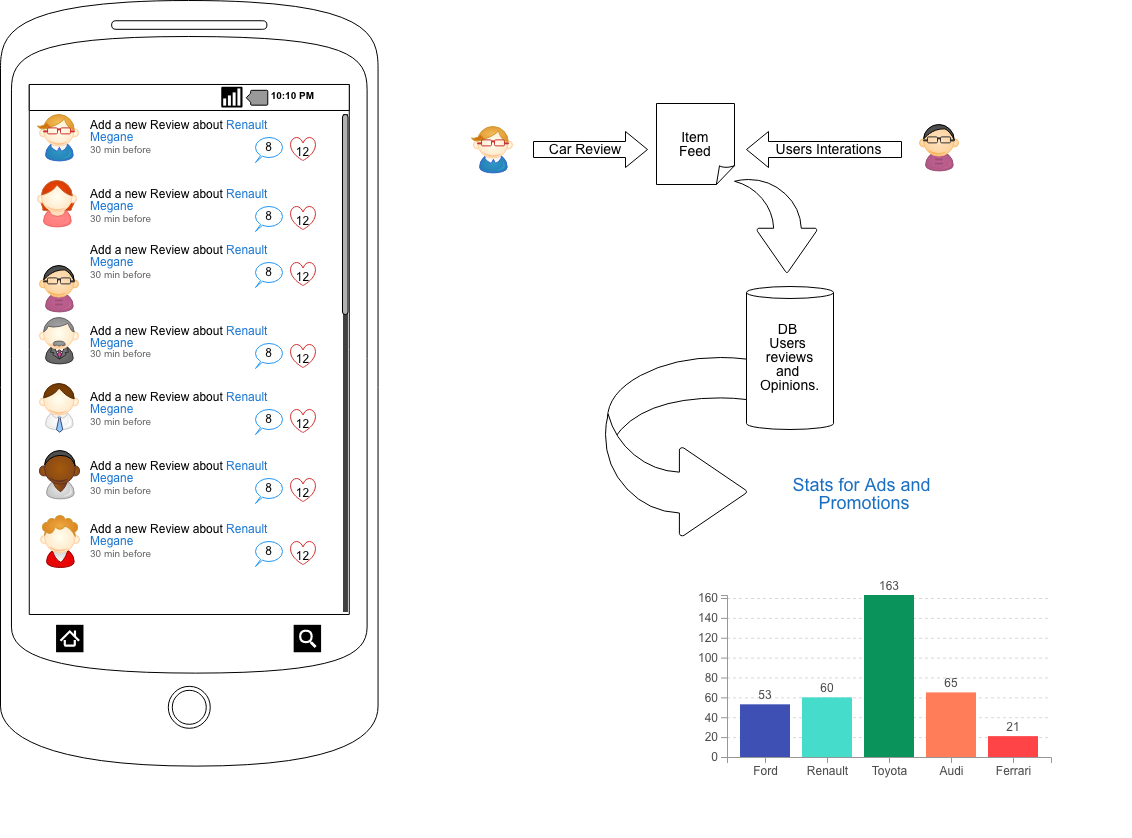 10:10 PM
Add a new Review about Renault
Megane
30 min before
8
12
Add a new Review about Renault
Megane
30 min before
8
12
Add a new Review about Renault
Megane
30 min before
8
12
Add a new Review about Renault
Megane
30 min before
8
12
Add a new Review about Renault
Megane
30 min before
8
12
Add a new Review about Renault
Megane
30 min before
8
12
Add a new Review about Renault
Megane
30 min before
8
12
Car Review
Item
Feed
Users Interations
DB
Users
reviews
and
Opinions.
Stats for Ads and
Promotions
160
140
120
100
80
60
40
20
0
53
60
163
65
21
Ford
Renault
Toyota
Audi
Ferrari